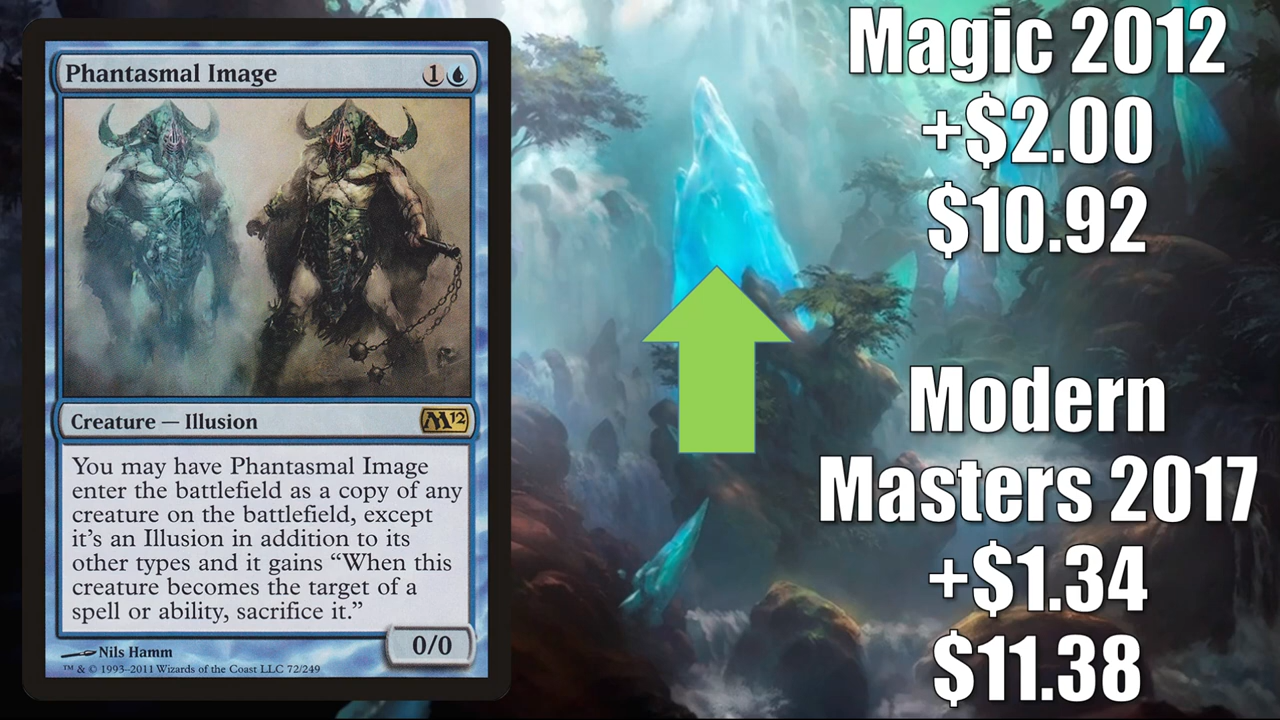 Phantasmal Image
1
Creature — Illusion
M12
You may have Phantasmal Image
enter the battlefield as a copy of any
creature on the battlefield, except
it's an Illusion in addition to its
other types and it gains “When this
creature becomes the target of a
spell or ability, sacrifice it.”
0/0
Nils Hamm
™ & © 1993–2011 Wizards of the Coast LLC 72/249
Magic 2012
+$2.00
$10.92
Modern
Masters 2017
+$1.34
$11.38